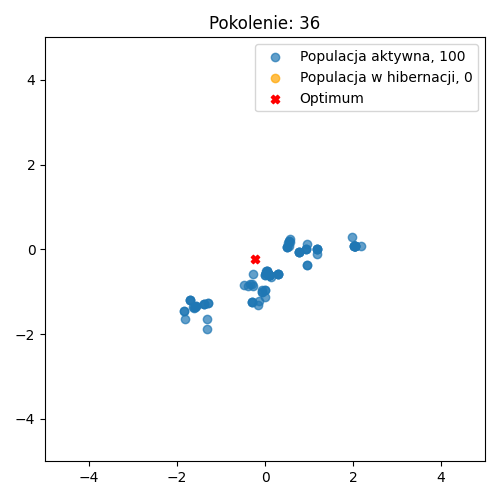 Pokolenie: 36
Populacja aktywna, 100
Populacja w hibernacji, 0
Optimum
4
2
0
−2
−4
−4 −2 0 2 4